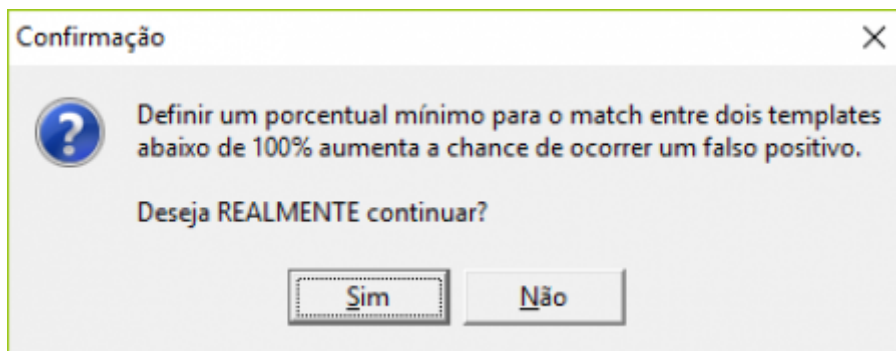 Confirmação
Definir um porcentual mínimo para o match entre dois templates
abaixo de 100% aumenta a chance de ocorrer um falso positivo.
Deseja REALMENTE continuar?
Sim
Não